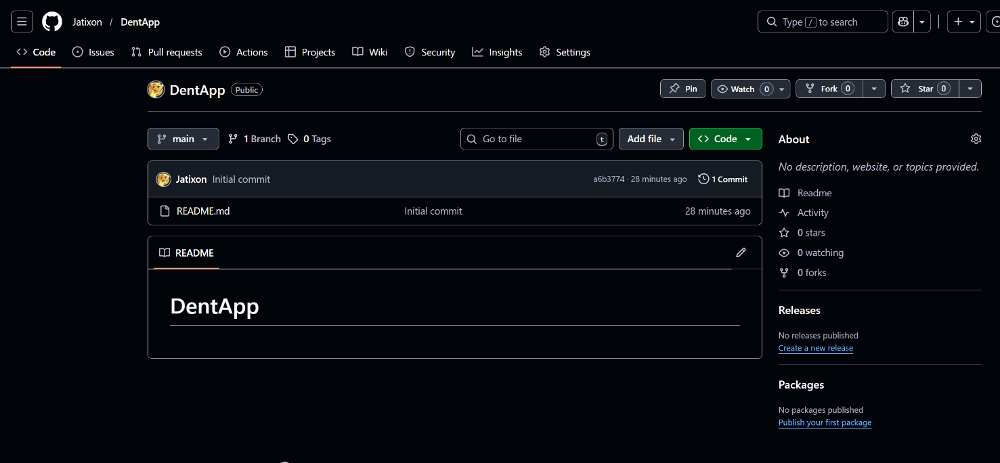 Jatixon / DentApp Type / to search
Code Issues Pull requests Actions Projects Wiki Security Insights Settings
DentApp Public Pin Watch 0 Fork 0 Star 0
main 1 Branch 0 Tags Go to file t Add file Code
Jatixon Initial commit a6b3774 · 28 minutes ago 1 Commit
README.md Initial commit 28 minutes ago
README
DentApp
About
No description, website, or topics provided.
Readme
Activity
0 stars
0 watching
0 forks
Releases
No releases published
Create a new release
Packages
No packages published
Publish your first package